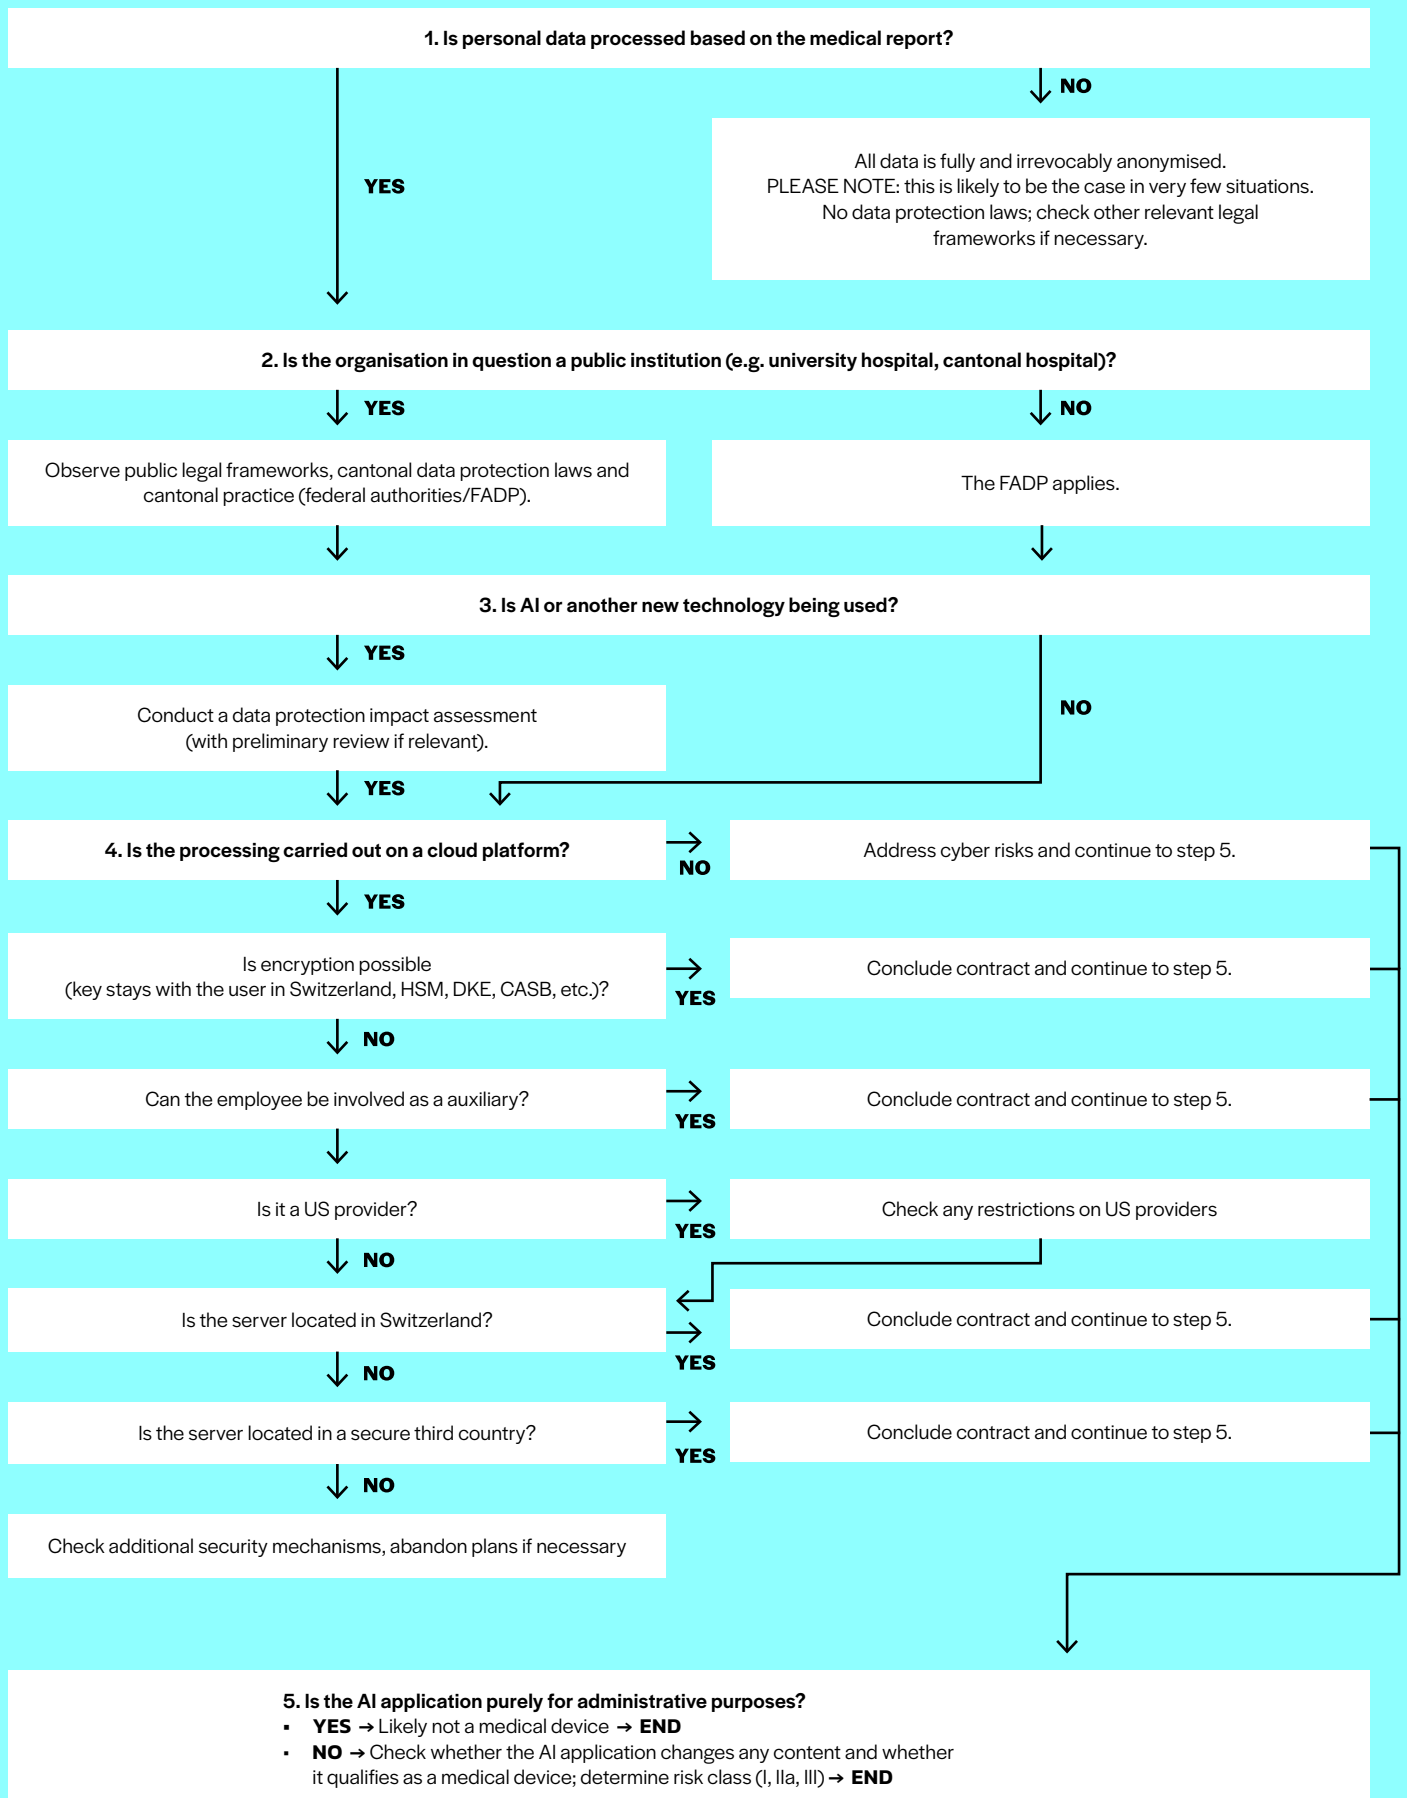 1. Is personal data processed based on the medical report?
NO
YES
All data is fully and irrevocably anonymised.
PLEASE NOTE: this is likely to be the case in very few situations.
No data protection laws; check other relevant legal
frameworks if necessary.
2. Is the organisation in question a public institution (e.g. university hospital, cantonal hospital)?
YES
NO
Observe public legal frameworks, cantonal data protection laws and
cantonal practice (federal authorities/FADP).
The FADP applies.
3. Is AI or another new technology being used?
YES
NO
Conduct a data protection impact assessment
(with preliminary review if relevant).
YES
4. Is the processing carried out on a cloud platform?
NO
Address cyber risks and continue to step 5.
YES
Is encryption possible
(key stays with the user in Switzerland, HSM, DKE, CASB, etc.)?
YES
Conclude contract and continue to step 5.
NO
Can the employee be involved as a auxiliary?
YES
Conclude contract and continue to step 5.
Is it a US provider?
YES
Check any restrictions on US providers
NO
Is the server located in Switzerland?
YES
Conclude contract and continue to step 5.
NO
Is the server located in a secure third country?
YES
Conclude contract and continue to step 5.
NO
Check additional security mechanisms, abandon plans if necessary
5. Is the AI application purely for administrative purposes?
▪ YES → Likely not a medical device → END
▪ NO → Check whether the AI application changes any content and whether
it qualifies as a medical device; determine risk class (I, IIa, III) → END